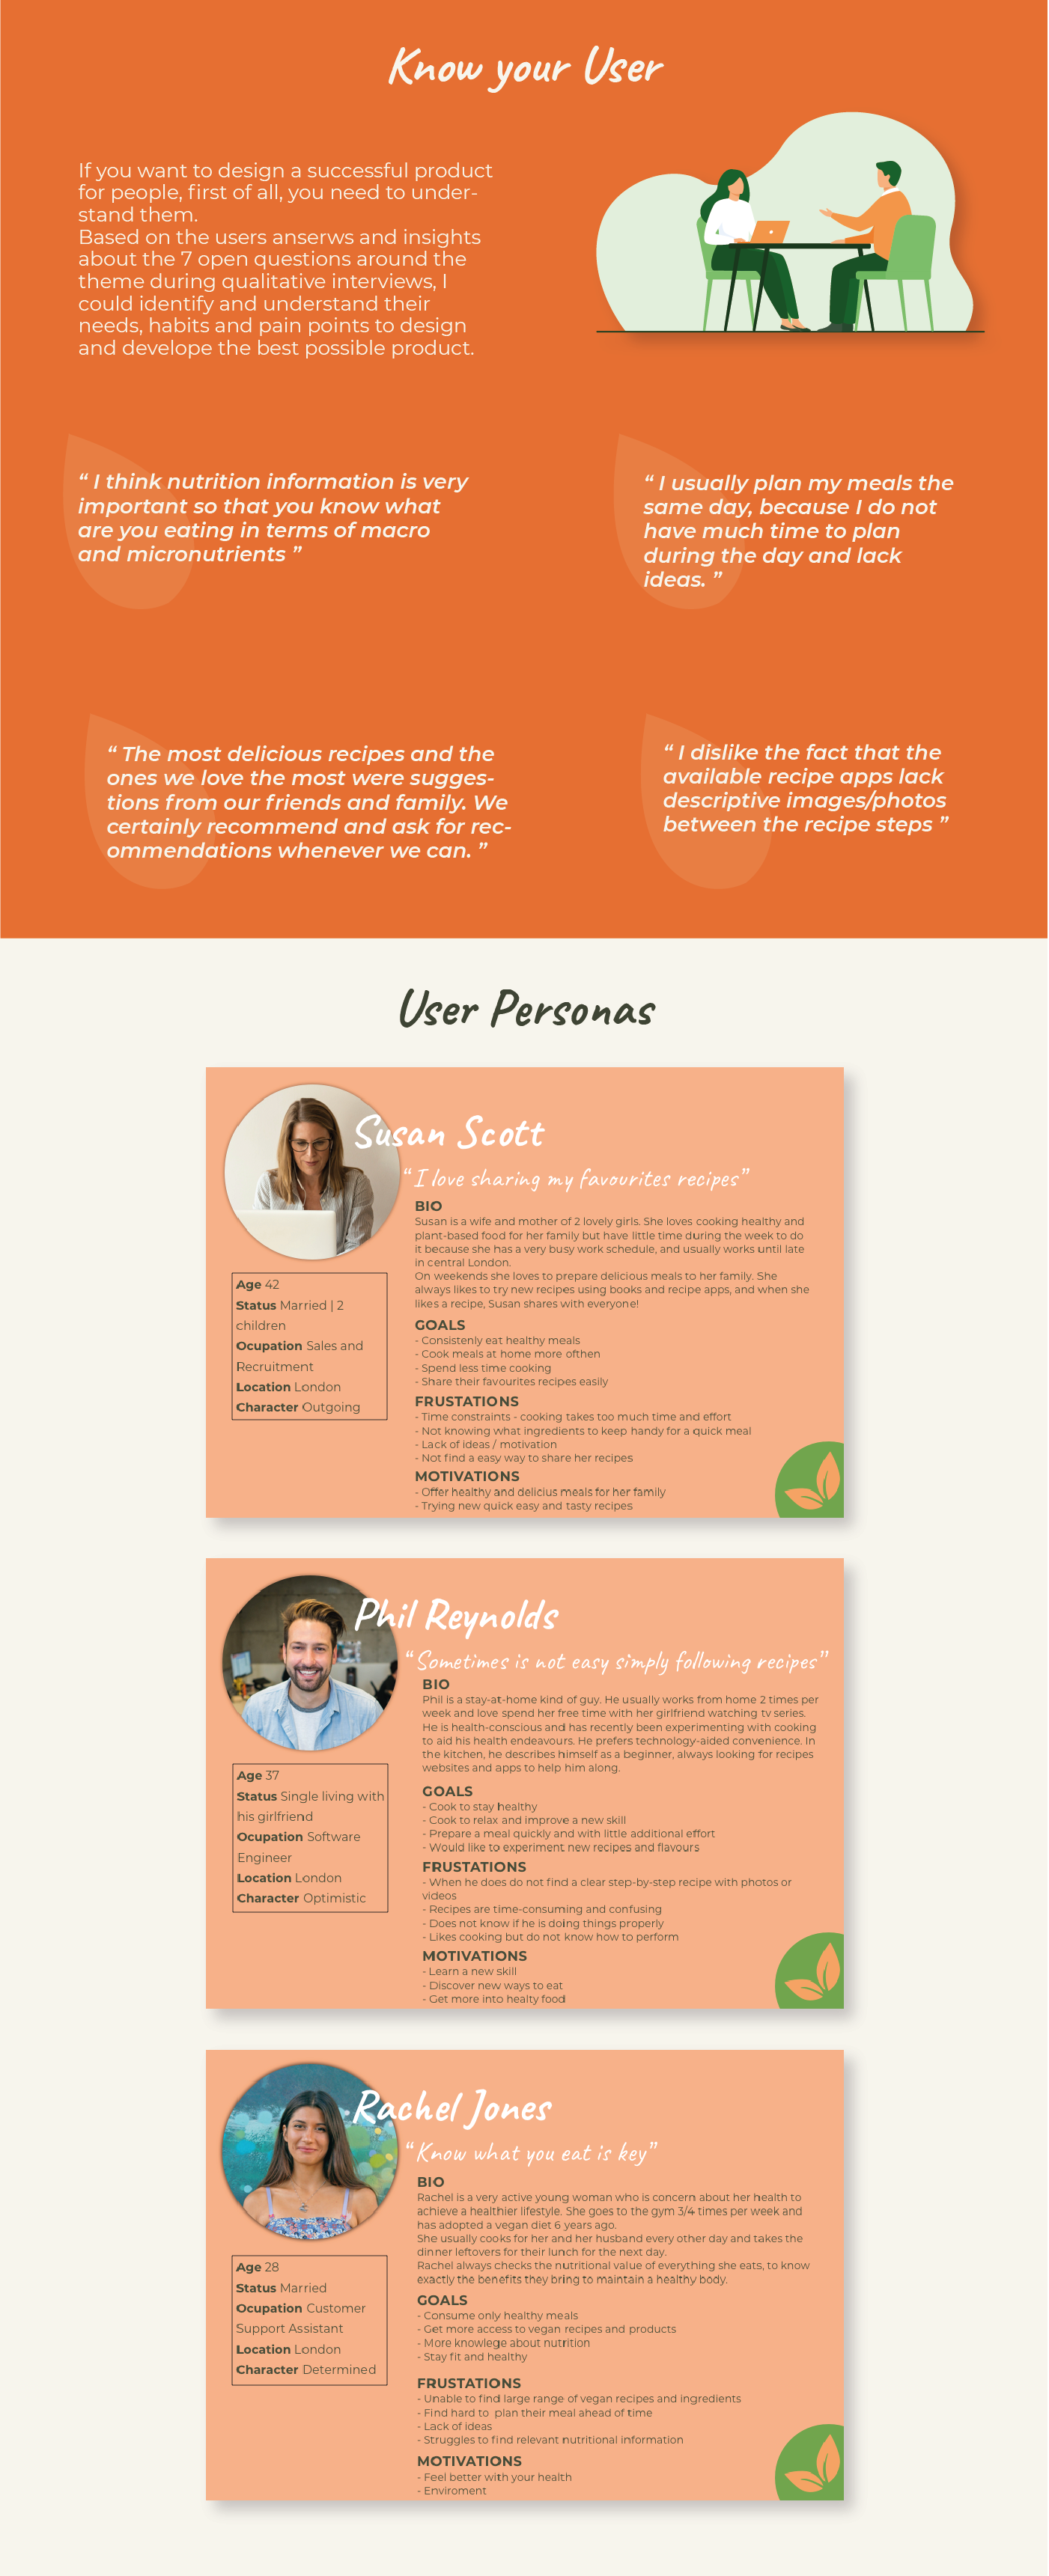 Know your User
If you want to design a successful product
for people, first of all, you need to under-
stand them.
Based on the users anserws and insights
about the 7 open questions around the
theme during qualitative interviews, I
could identify and understand their
needs, habits and pain points to design
and develope the best possible product.
“ I think nutrition information is very
important so that you know what
are you eating in terms of macro
and micronutrients ”
“ I usually plan my meals the
same day, because I do not
have much time to plan
during the day and lack
ideas. ”
“ The most delicious recipes and the
ones we love the most were sugges-
tions from our friends and family. We
certainly recommend and ask for rec-
ommendations whenever we can. ”
“ I dislike the fact that the
available recipe apps lack
descriptive images/photos
between the recipe steps ”
User Personas
Susan Scott
“ I love sharing my favourites recipes”
BIO
Susan is a wife and mother of 2 lovely girls. She loves cooking healthy and
plant-based food for her family but have little time during the week to do
it because she has a very busy work schedule, and usually works until late
in central London.
On weekends she loves to prepare delicious meals to her family. She
always likes to try new recipes using books and recipe apps, and when she
likes a recipe, Susan shares with everyone!
GOALS
- Consistenly eat healthy meals
- Cook meals at home more ofthen
- Spend less time cooking
- Share their favourites recipes easily
FRUSTATIONS
- Time constraints - cooking takes too much time and effort
- Not knowing what ingredients to keep handy for a quick meal
- Lack of ideas / motivation
- Not find a easy way to share her recipes
MOTIVATIONS
- Offer healthy and delicius meals for her family
- Trying new quick easy and tasty recipes
Age 42
Status Married | 2
children
Ocupation Sales and
Recruitment
Location London
Character Outgoing
Phil Reynolds
“ Sometimes is not easy simply following recipes”
BIO
Phil is a stay-at-home kind of guy. He usually works from home 2 times per
week and love spend her free time with her girlfriend watching tv series.
He is health-conscious and has recently been experimenting with cooking
to aid his health endeavours. He prefers technology-aided convenience. In
the kitchen, he describes himself as a beginner, always looking for recipes
websites and apps to help him along.
GOALS
- Cook to stay healthy
- Cook to relax and improve a new skill
- Prepare a meal quickly and with little additional effort
- Would like to experiment new recipes and flavours
FRUSTATIONS
- When he does do not find a clear step-by-step recipe with photos or
videos
- Recipes are time-consuming and confusing
- Does not know if he is doing things properly
- Likes cooking but do not know how to perform
MOTIVATIONS
- Learn a new skill
- Discover new ways to eat
- Get more into healty food
Age 37
Status Single living with
his girlfriend
Ocupation Software
Engineer
Location London
Character Optimistic
Rachel Jones
“ Know what you eat is key”
BIO
Rachel is a very active young woman who is concern about her health to
achieve a healthier lifestyle. She goes to the gym 3/4 times per week and
has adopted a vegan diet 6 years ago.
She usually cooks for her and her husband every other day and takes the
dinner leftovers for their lunch for the next day.
Rachel always checks the nutritional value of everything she eats, to know
exactly the benefits they bring to maintain a healthy body.
GOALS
- Consume only healthy meals
- Get more access to vegan recipes and products
- More knowlege about nutrition
- Stay fit and healthy
FRUSTATIONS
- Unable to find large range of vegan recipes and ingredients
- Find hard to plan their meal ahead of time
- Lack of ideas
- Struggles to find relevant nutritional information
MOTIVATIONS
- Feel better with your health
- Enviroment
Age 28
Status Married
Ocupation Customer
Support Assistant
Location London
Character Determined